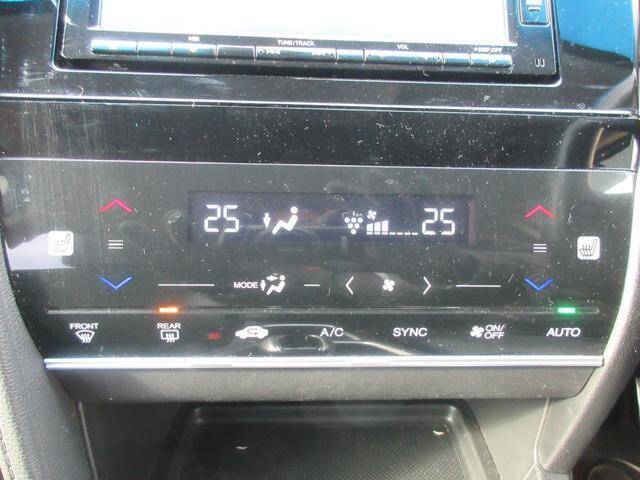 TUNE/TRACK
VOL
25
25
MODE
FRONT
REAR
A/C
SYNC
ON/
OFF
AUTO